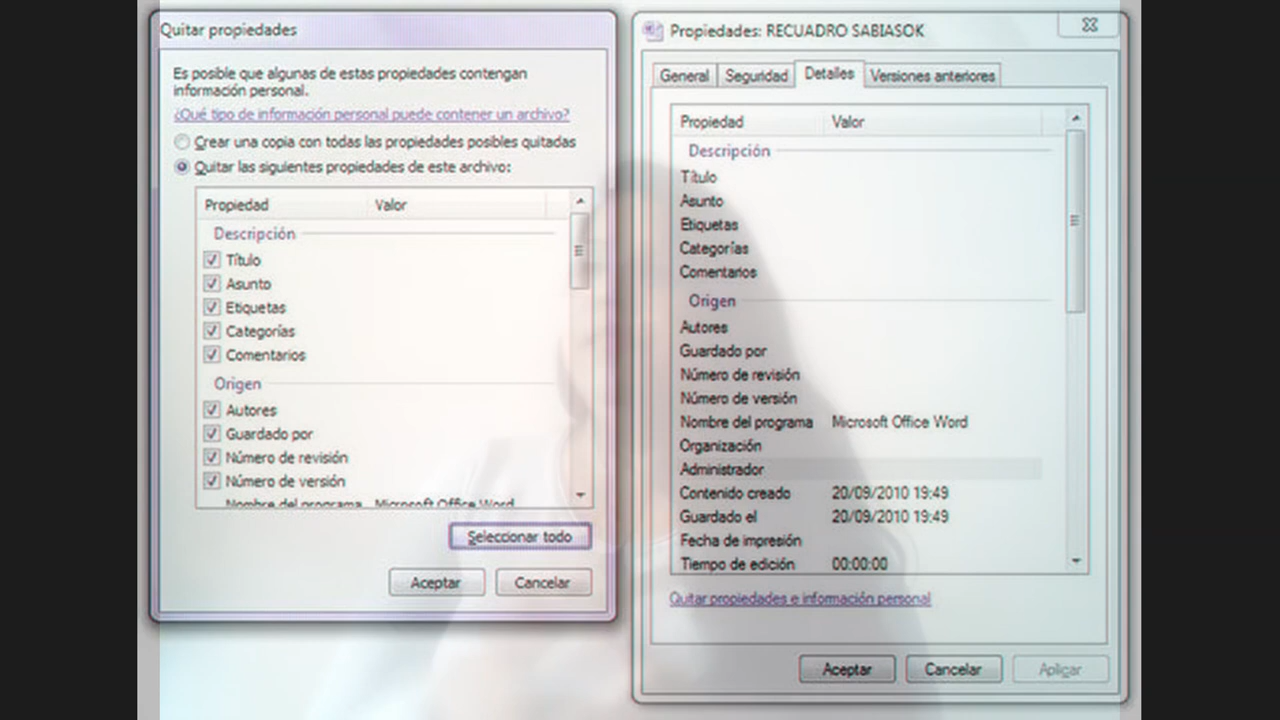 Quitar propiedades
Es posible que algunas de estas propiedades contengan
información personal.
¿Qué tipo de información personal puede contener un archivo?
Crear una copia con todas las propiedades posibles quitadas
Quitar las siguientes propiedades de este archivo:
Propiedad Valor
Descripción
Título
Asunto
Etiquetas
Categorías
Comentarios
Origen
Autores
Guardado por
Número de revisión
Número de versión
Nombre del programa Microsoft Office Word
Seleccionar todo
Aceptar Cancelar
Propiedades: RECUADRO SABIASOK
General Seguridad Detalles Versiones anteriores
Propiedad Valor
Descripción
Título
Asunto
Etiquetas
Categorías
Comentarios
Origen
Autores
Guardado por
Número de revisión
Número de versión
Nombre del programa Microsoft Office Word
Organización
Administrador
Contenido creado 20/09/2010 19:49
Guardado el 20/09/2010 19:49
Fecha de impresión
Tiempo de edición 00:00:00
Quitar propiedades e información personal
Aceptar Cancelar Aplicar